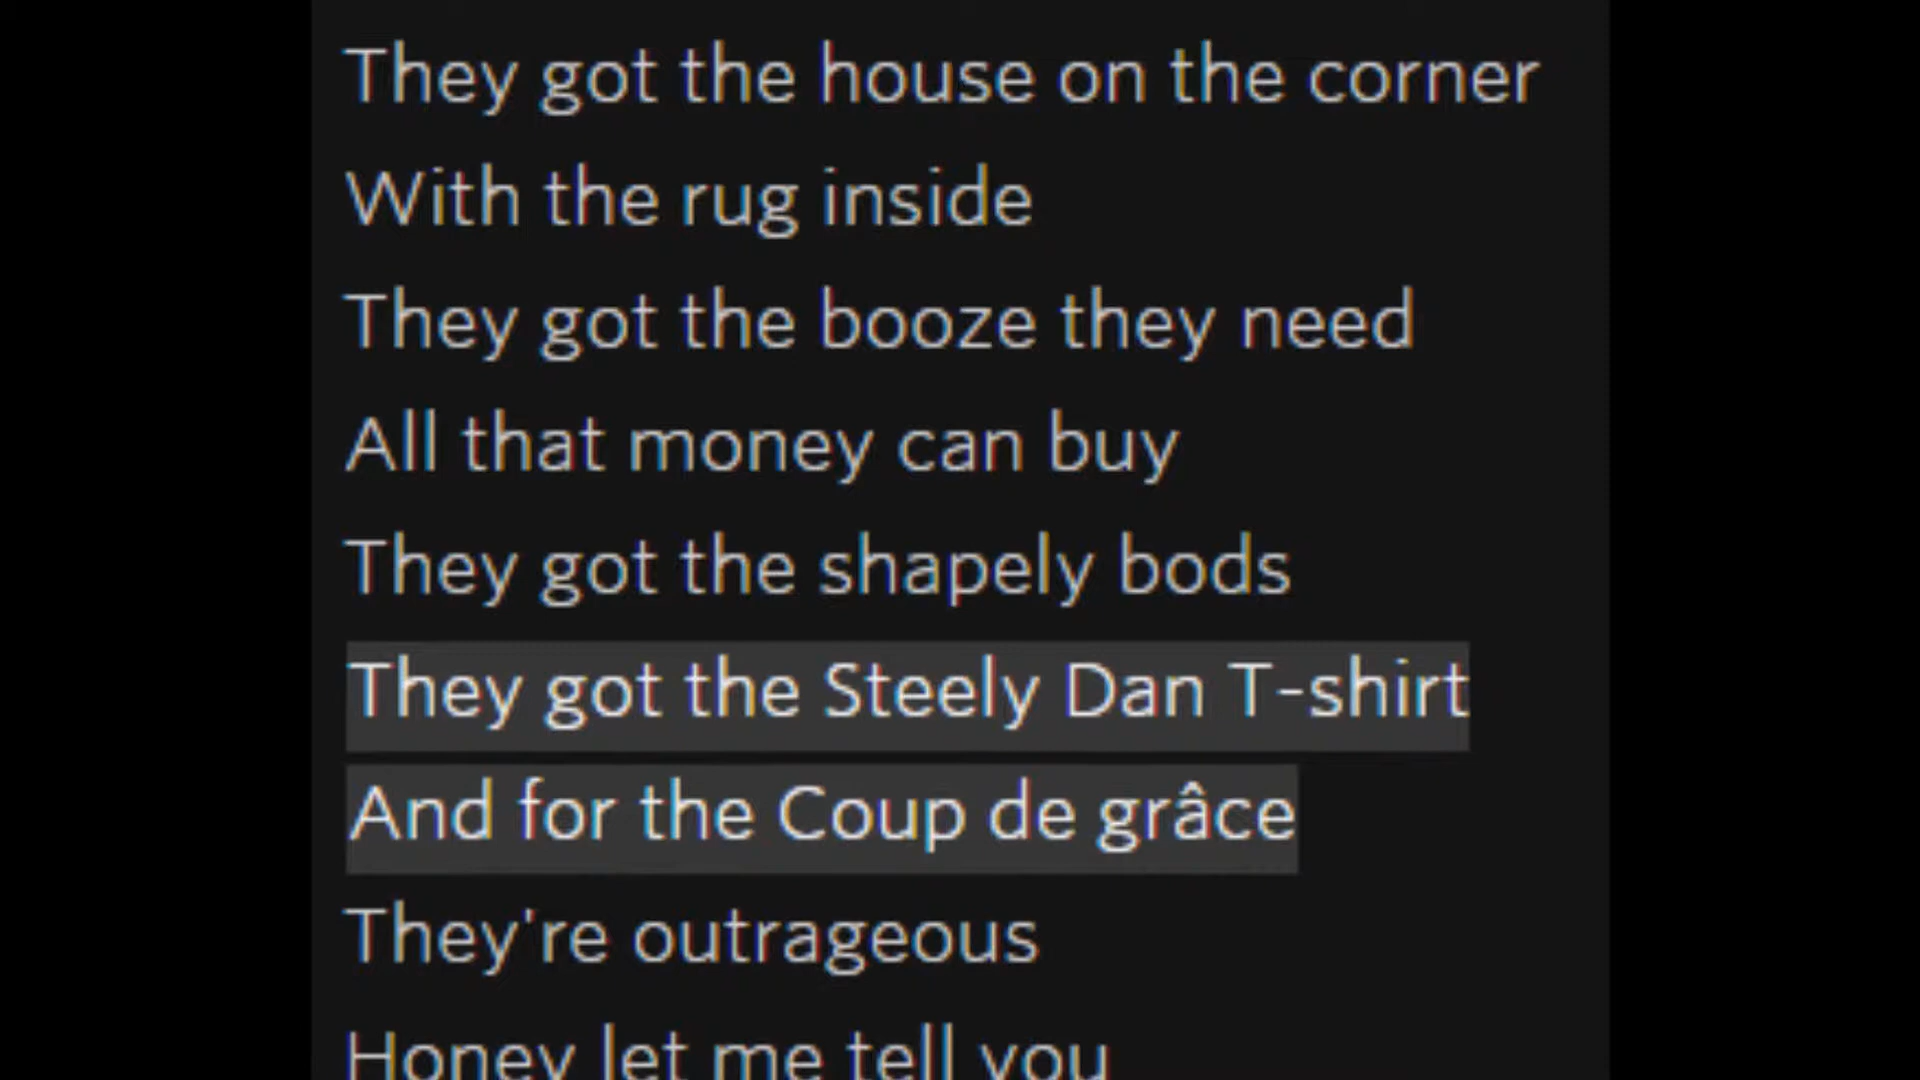 They got the house on the corner
With the rug inside
They got the booze they need
All that money can buy
They got the shapely bods
They got the Steely Dan T-shirt
And for the Coup de grâce
They're outrageous
Honey let me tell you